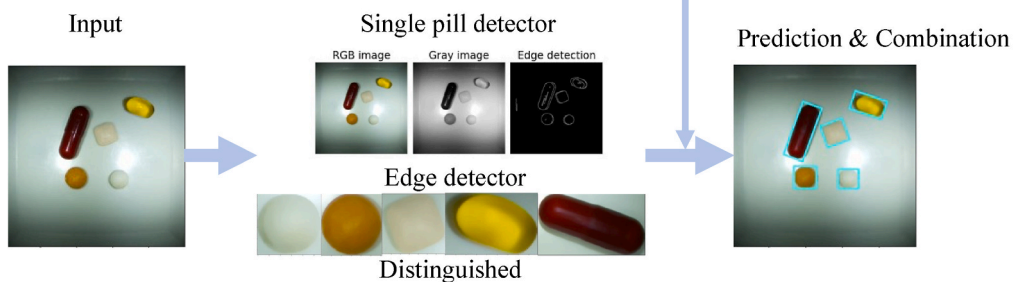 Input
Single pill detector
Prediction & Combination
RGB image
Gray image
Edge detection
Edge detector
Distinguished